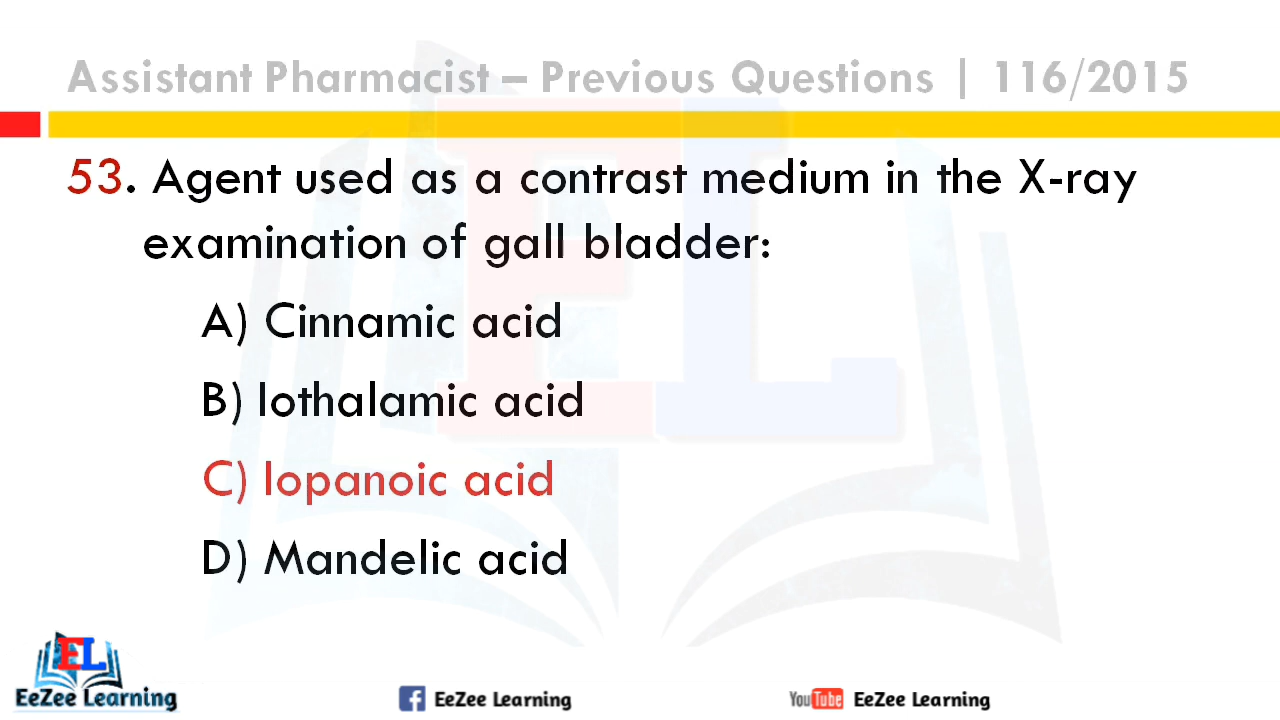 Assistant Pharmacist – Previous Questions | 116/2015
53. Agent used as a contrast medium in the X-ray
examination of gall bladder:
A) Cinnamic acid
B) Iothalamic acid
C) Iopanoic acid
D) Mandelic acid
EL
EL
EeZee Learning
f EeZee Learning
YouTube EeZee Learning